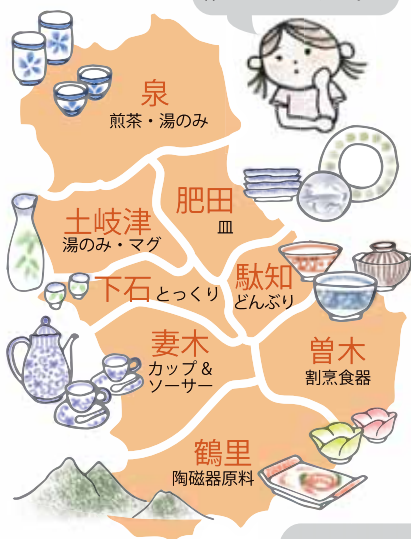 泉
煎茶・湯のみ
肥田
皿
土岐津
湯のみ・マグ
下石 とっくり
駄知
どんぶり
妻木
カップ&
ソーサー
曽木
割烹食器
鶴里
陶磁器原料